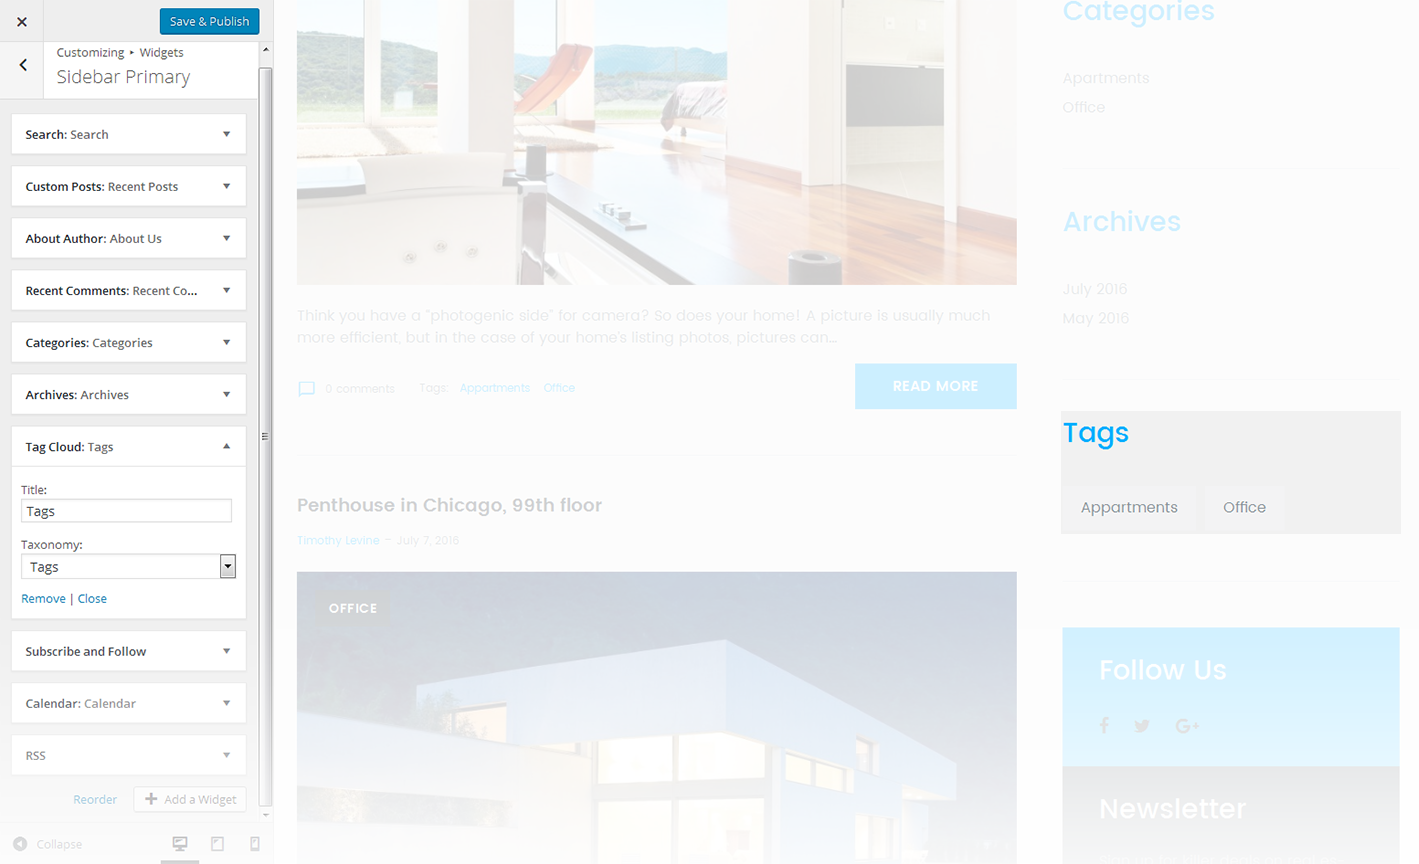 Save & Publish
Customizing ▸ Widgets
Sidebar Primary
Search: Search
Custom Posts: Recent Posts
About Author: About Us
Recent Comments: Recent Co...
Categories: Categories
Archives: Archives
Tag Cloud: Tags
Title:
Tags
Taxonomy:
Tags
Remove | Close
Subscribe and Follow
Calendar: Calendar
RSS
Reorder
Add a Widget
Collapse
Think you have a "photogenic side" for camera? So does your home! A picture is usually much
more efficient, but in the case of your home's listing photos, pictures can...
0 comments Tags: Appartments Office
READ MORE
Penthouse in Chicago, 99th floor
Timothy Levine - July 7, 2016
OFFICE
Categories
Apartments
Office
Archives
July 2016
May 2016
Tags
Appartments Office
Follow Us
G+
Newsletter